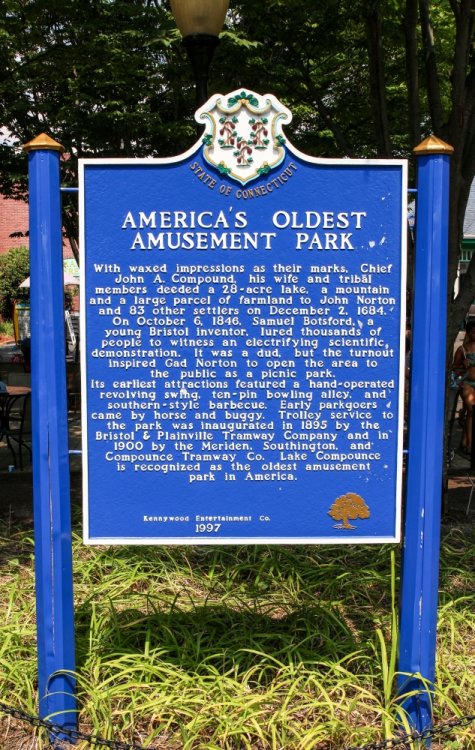 STATE OF CONNECTICUT
AMERICA'S OLDEST
AMUSEMENT PARK
With waxed impressions as their marks, Chief
John A. Compound, his wife and tribal
members deeded a 28-acre lake, a mountain
and a large parcel of farmland to John Norton
and 83 other settlers on December 2, 1684.
On October 6, 1846, Samuel Botsford, a
young Bristol inventor, lured thousands of
people to witness an electrifying scientific
demonstration. It was a dud, but the turnout
inspired Gad Norton to open the area to
the public as a picnic park.
Its earliest attractions featured a hand-operated
revolving swing, ten-pin bowling alley, and
southern-style barbecue. Early parkgoers
came by horse and buggy. Trolley service to
the park was inaugurated in 1895 by the
Bristol & Plainville Tramway Company and in
1900 by the Meriden, Southington, and
Compounce Tramway Co. Lake Compounce
is recognized as the oldest amusement
park in America.
Kennywood Entertainment Co.
1997